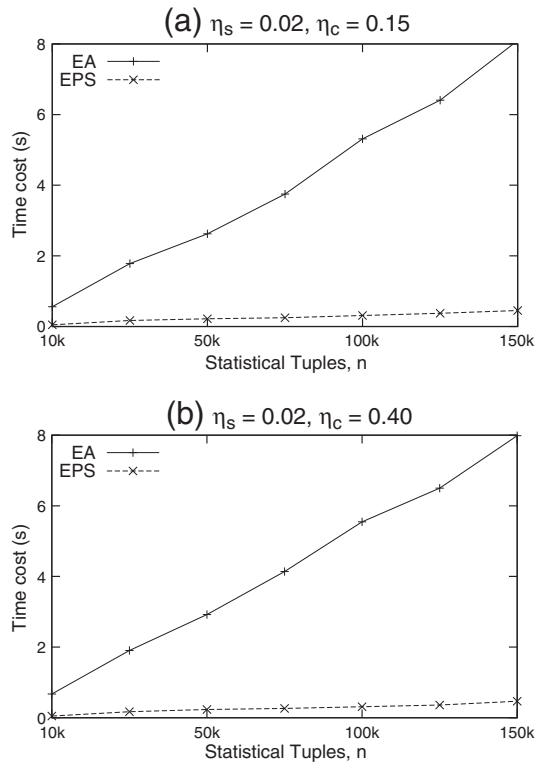 (a) ηs = 0.02, ηc = 0.15
8
EA
EPS
6
Time cost (s)
4
2
0
10k 50k 100k 150k
Statistical Tuples, n
(b) ηs = 0.02, ηc = 0.40
8
EA
EPS
6
Time cost (s)
4
2
0
10k 50k 100k 150k
Statistical Tuples, n